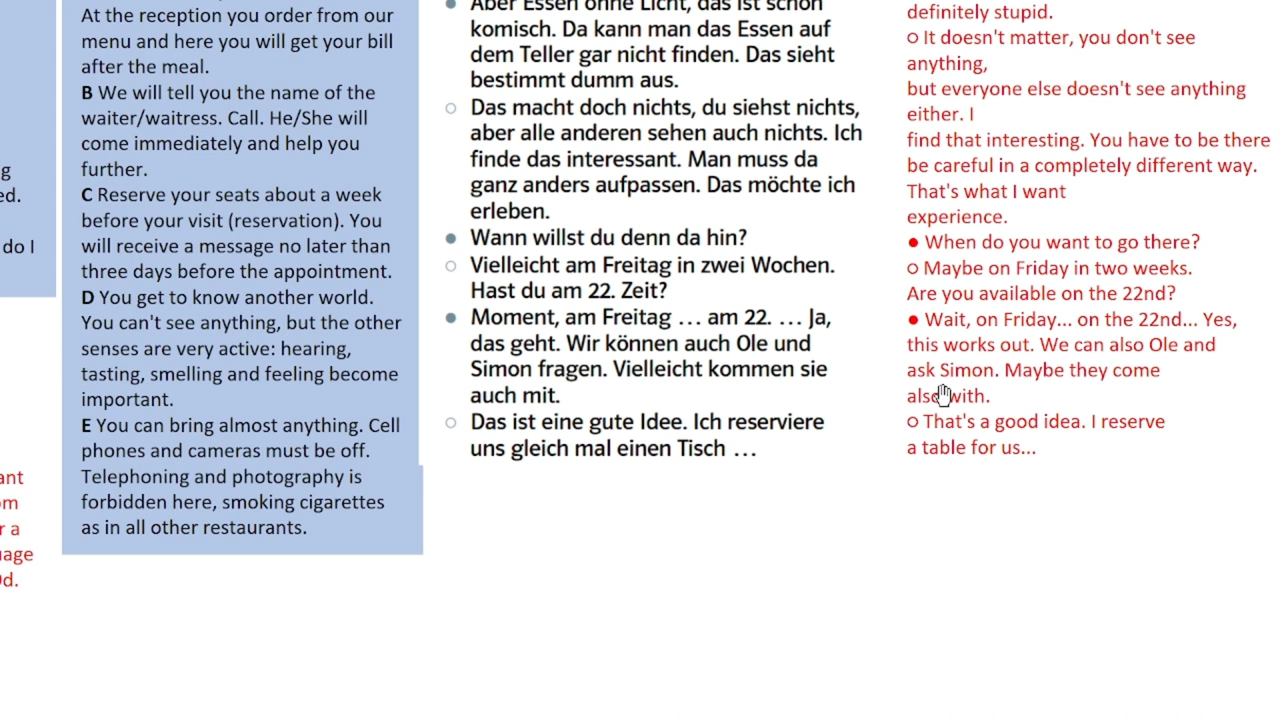 g
ed.
do I
ant
om
r a
uage
d.
At the reception you order from our
menu and here you will get your bill
after the meal.
B We will tell you the name of the
waiter/waitress. Call. He/She will
come immediately and help you
further.
C Reserve your seats about a week
before your visit (reservation). You
will receive a message no later than
three days before the appointment.
D You get to know another world.
You can't see anything, but the other
senses are very active: hearing,
tasting, smelling and feeling become
important.
E You can bring almost anything. Cell
phones and cameras must be off.
Telephoning and photography is
forbidden here, smoking cigarettes
as in all other restaurants.
● Aber Essen ohne Licht, das ist schon
komisch. Da kann man das Essen auf
dem Teller gar nicht finden. Das sieht
bestimmt dumm aus.
○ Das macht doch nichts, du siehst nichts,
aber alle anderen sehen auch nichts. Ich
finde das interessant. Man muss da
ganz anders aufpassen. Das möchte ich
erleben.
● Wann willst du denn da hin?
○ Vielleicht am Freitag in zwei Wochen.
Hast du am 22. Zeit?
● Moment, am Freitag ... am 22. ... Ja,
das geht. Wir können auch Ole und
Simon fragen. Vielleicht kommen sie
auch mit.
○ Das ist eine gute Idee. Ich reserviere
uns gleich mal einen Tisch ...
definitely stupid.
○ It doesn't matter, you don't see
anything,
but everyone else doesn't see anything
either. I
find that interesting. You have to be there
be careful in a completely different way.
That's what I want
experience.
● When do you want to go there?
○ Maybe on Friday in two weeks.
Are you available on the 22nd?
● Wait, on Friday... on the 22nd... Yes,
this works out. We can also Ole and
ask Simon. Maybe they come
also with.
○ That's a good idea. I reserve
a table for us...